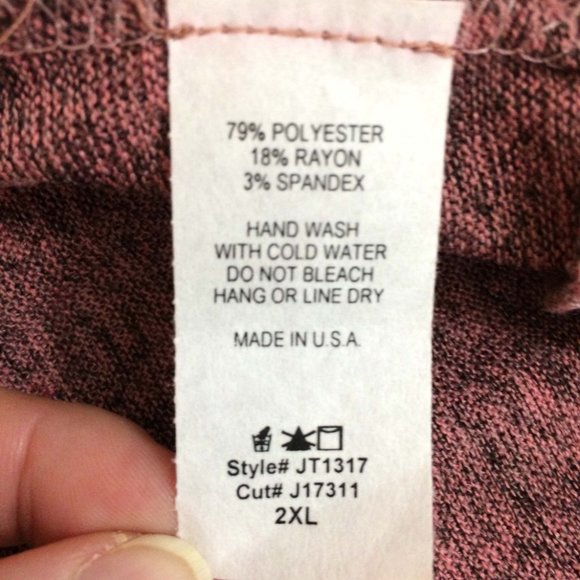 79% POLYESTER
18% RAYON
3% SPANDEX
HAND WASH
WITH COLD WATER
DO NOT BLEACH
HANG OR LINE DRY
MADE IN U.S.A.
Style# JT1317
Cut# J17311
2XL